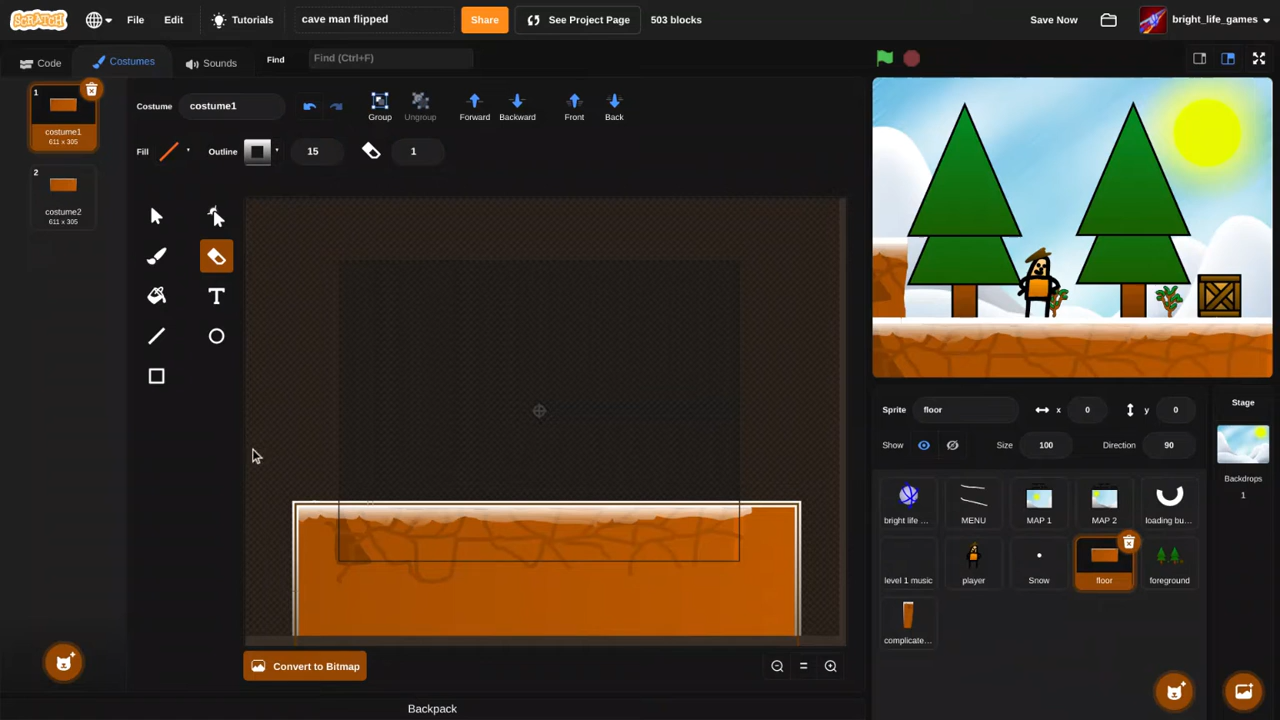 SCRATCH File Edit Tutorials cave man flipped Share See Project Page 503 blocks Save Now bright_life_games
Code Costumes Sounds Find Find (Ctrl+F)
1
costume1
611 x 305
2
costume2
611 x 305
Costume costume1 Group Ungroup Forward Backward Front Back
Fill Outline 15 1
T
Convert to Bitmap
Backpack
Sprite floor x 0 y 0
Show Size 100 Direction 90
bright life ... MENU MAP 1 MAP 2 loading bu...
level 1 music player Snow floor foreground
complicate...
Stage
Backdrops
1